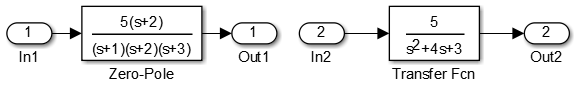 1
In1
5(s+2)
(s+1)(s+2)(s+3)
Zero-Pole
1
Out1
2
In2
5
s²+4s+3
Transfer Fcn
2
Out2